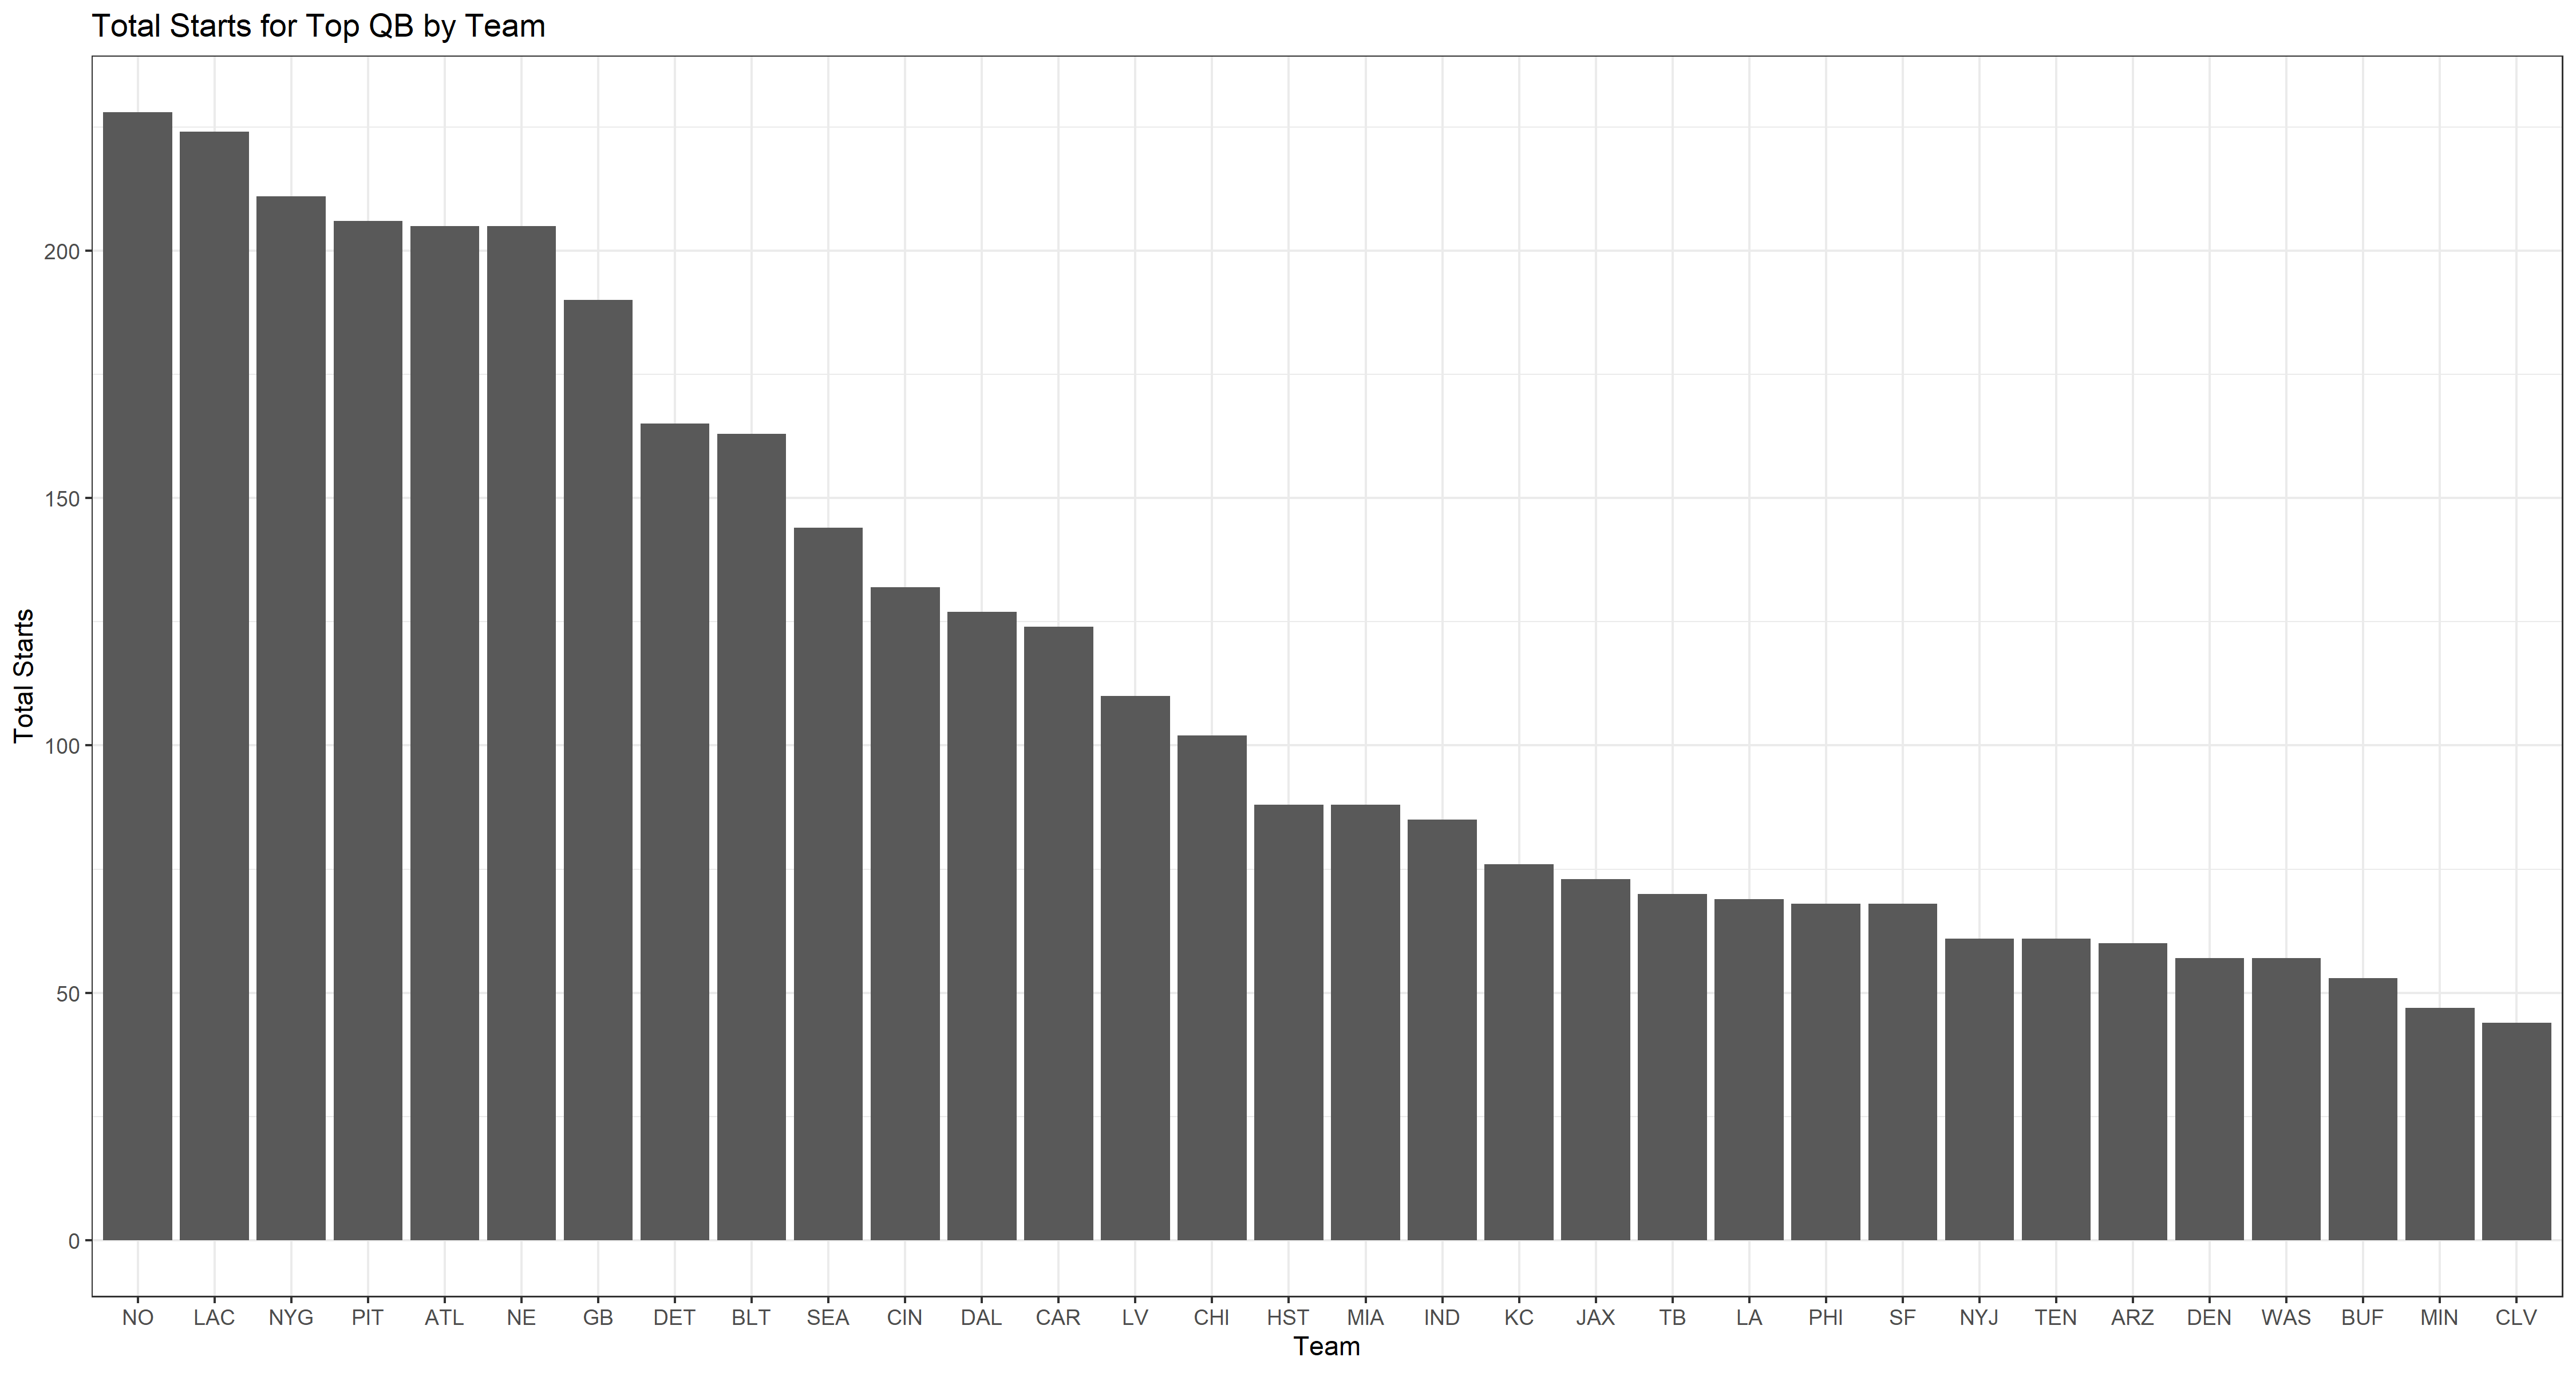 Total Starts for Top QB by Team
Total Starts
200
150
100
50
0
NO LAC NYG PIT ATL NE GB DET BLT SEA CIN DAL CAR LV CHI HST MIA IND KC JAX TB LA PHI SF NYJ TEN ARZ DEN WAS BUF MIN CLV
Team